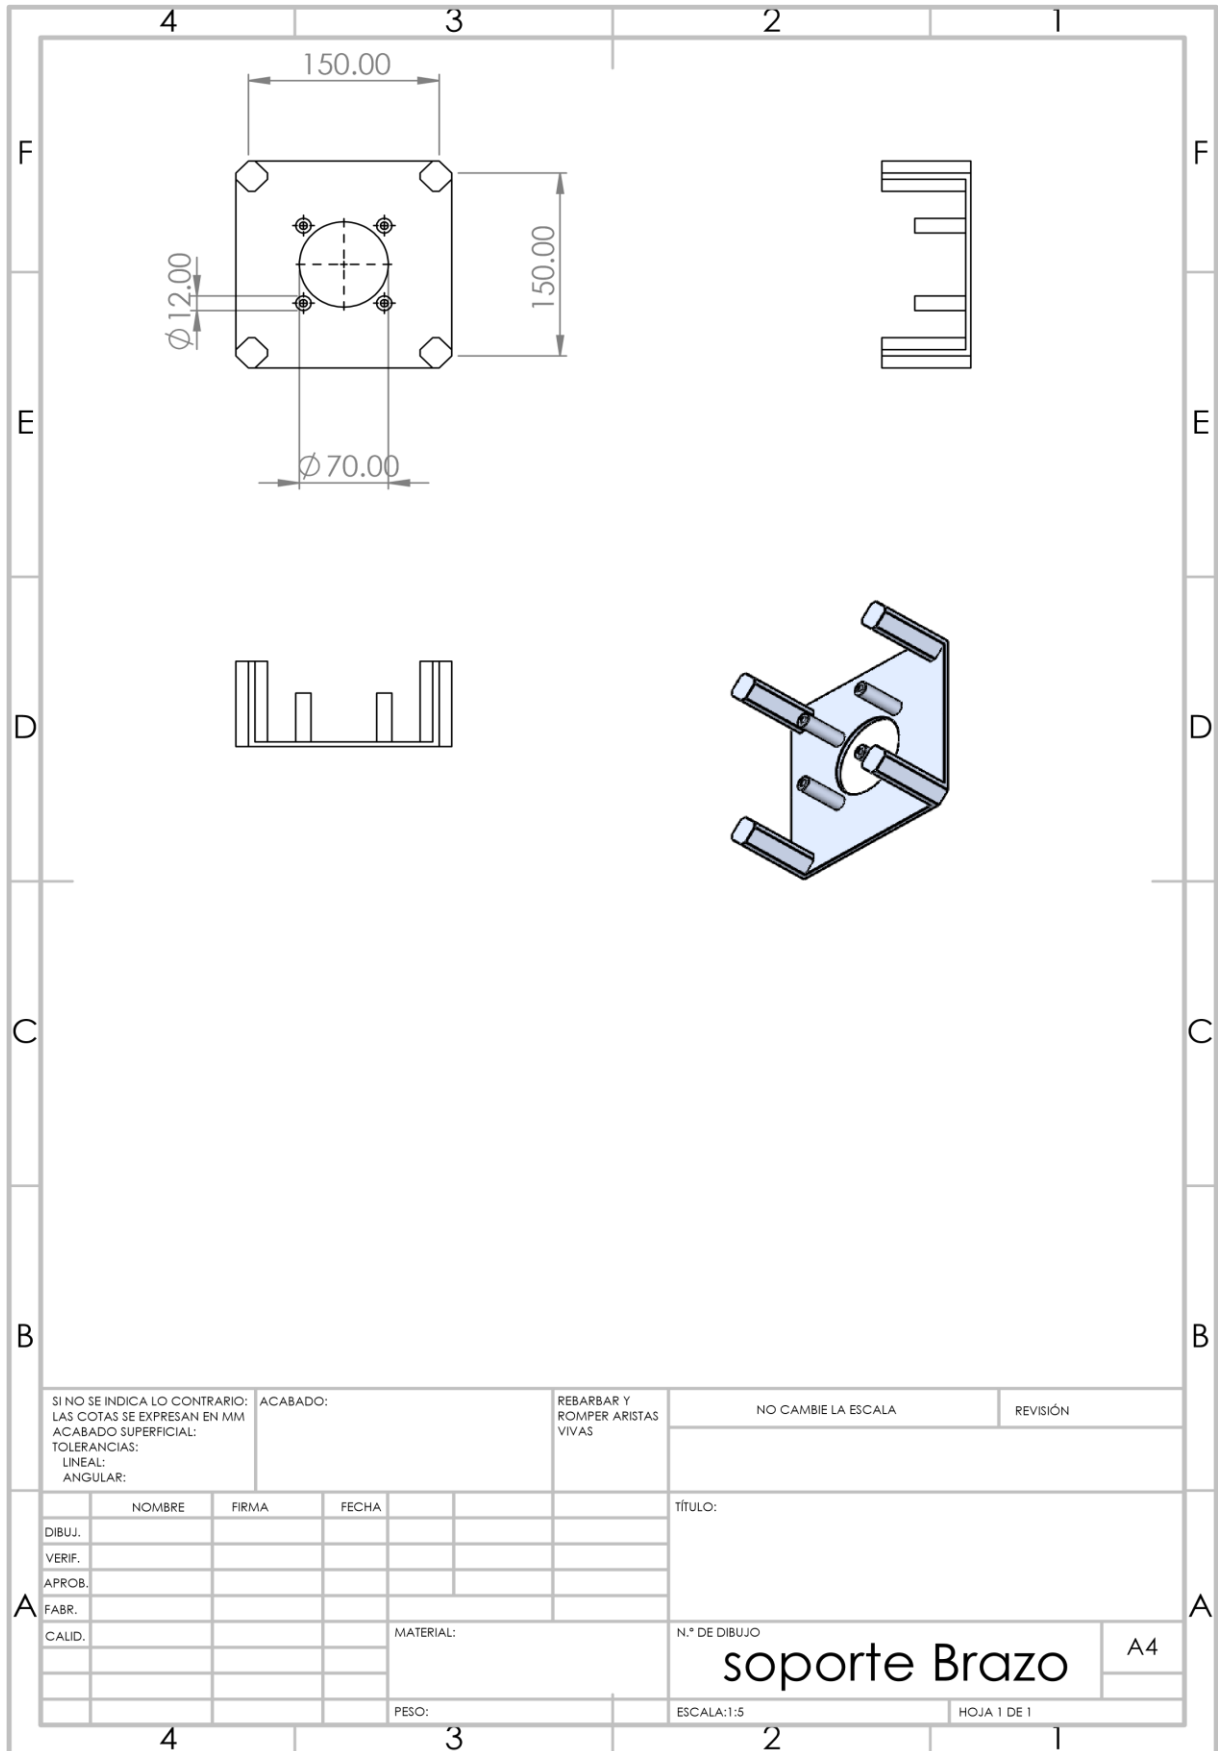 4 3 2 1
150.00
F F
150.00
Ø12.00
E E
Ø70.00
D D
C C
B B
SI NO SE INDICA LO CONTRARIO:
LAS COTAS SE EXPRESAN EN MM
ACABADO SUPERFICIAL:
TOLERANCIAS:
LINEAL:
ANGULAR:
ACABADO:
REBARBAR Y
ROMPER ARISTAS
VIVAS
NO CAMBIE LA ESCALA
REVISIÓN
NOMBRE FIRMA FECHA
TÍTULO:
DIBUJ.
VERIF.
APROB.
A A
FABR.
CALID.
MATERIAL:
N.º DE DIBUJO
soporte Brazo
A4
PESO:
ESCALA:1:5
HOJA 1 DE 1
4 3 2 1